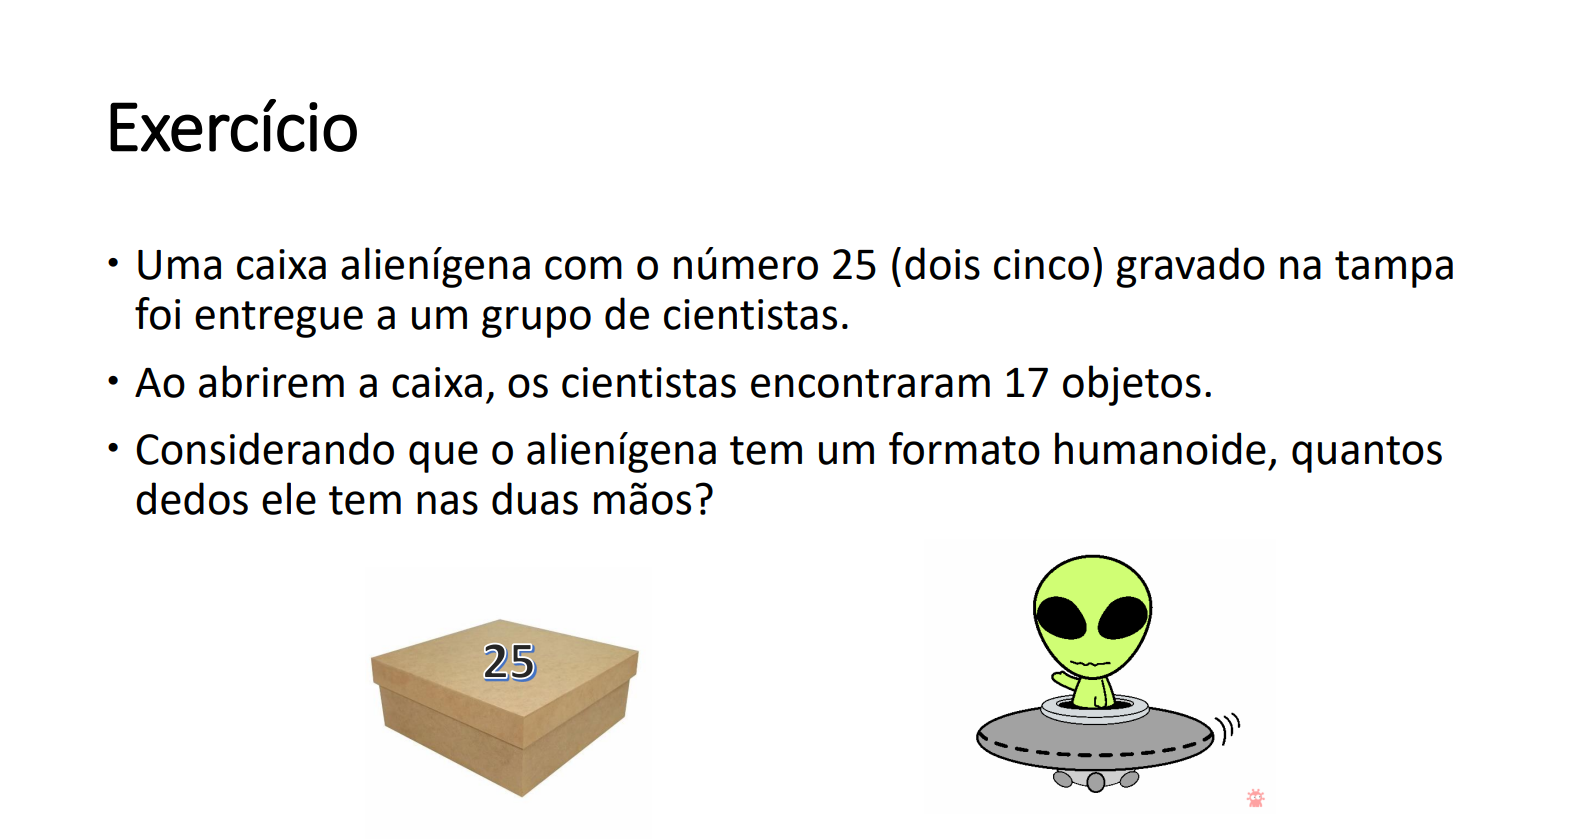 Exercício
• Uma caixa alienígena com o número 25 (dois cinco) gravado na tampa
foi entregue a um grupo de cientistas.
• Ao abrirem a caixa, os cientistas encontraram 17 objetos.
• Considerando que o alienígena tem um formato humanoide, quantos
dedos ele tem nas duas mãos?
25